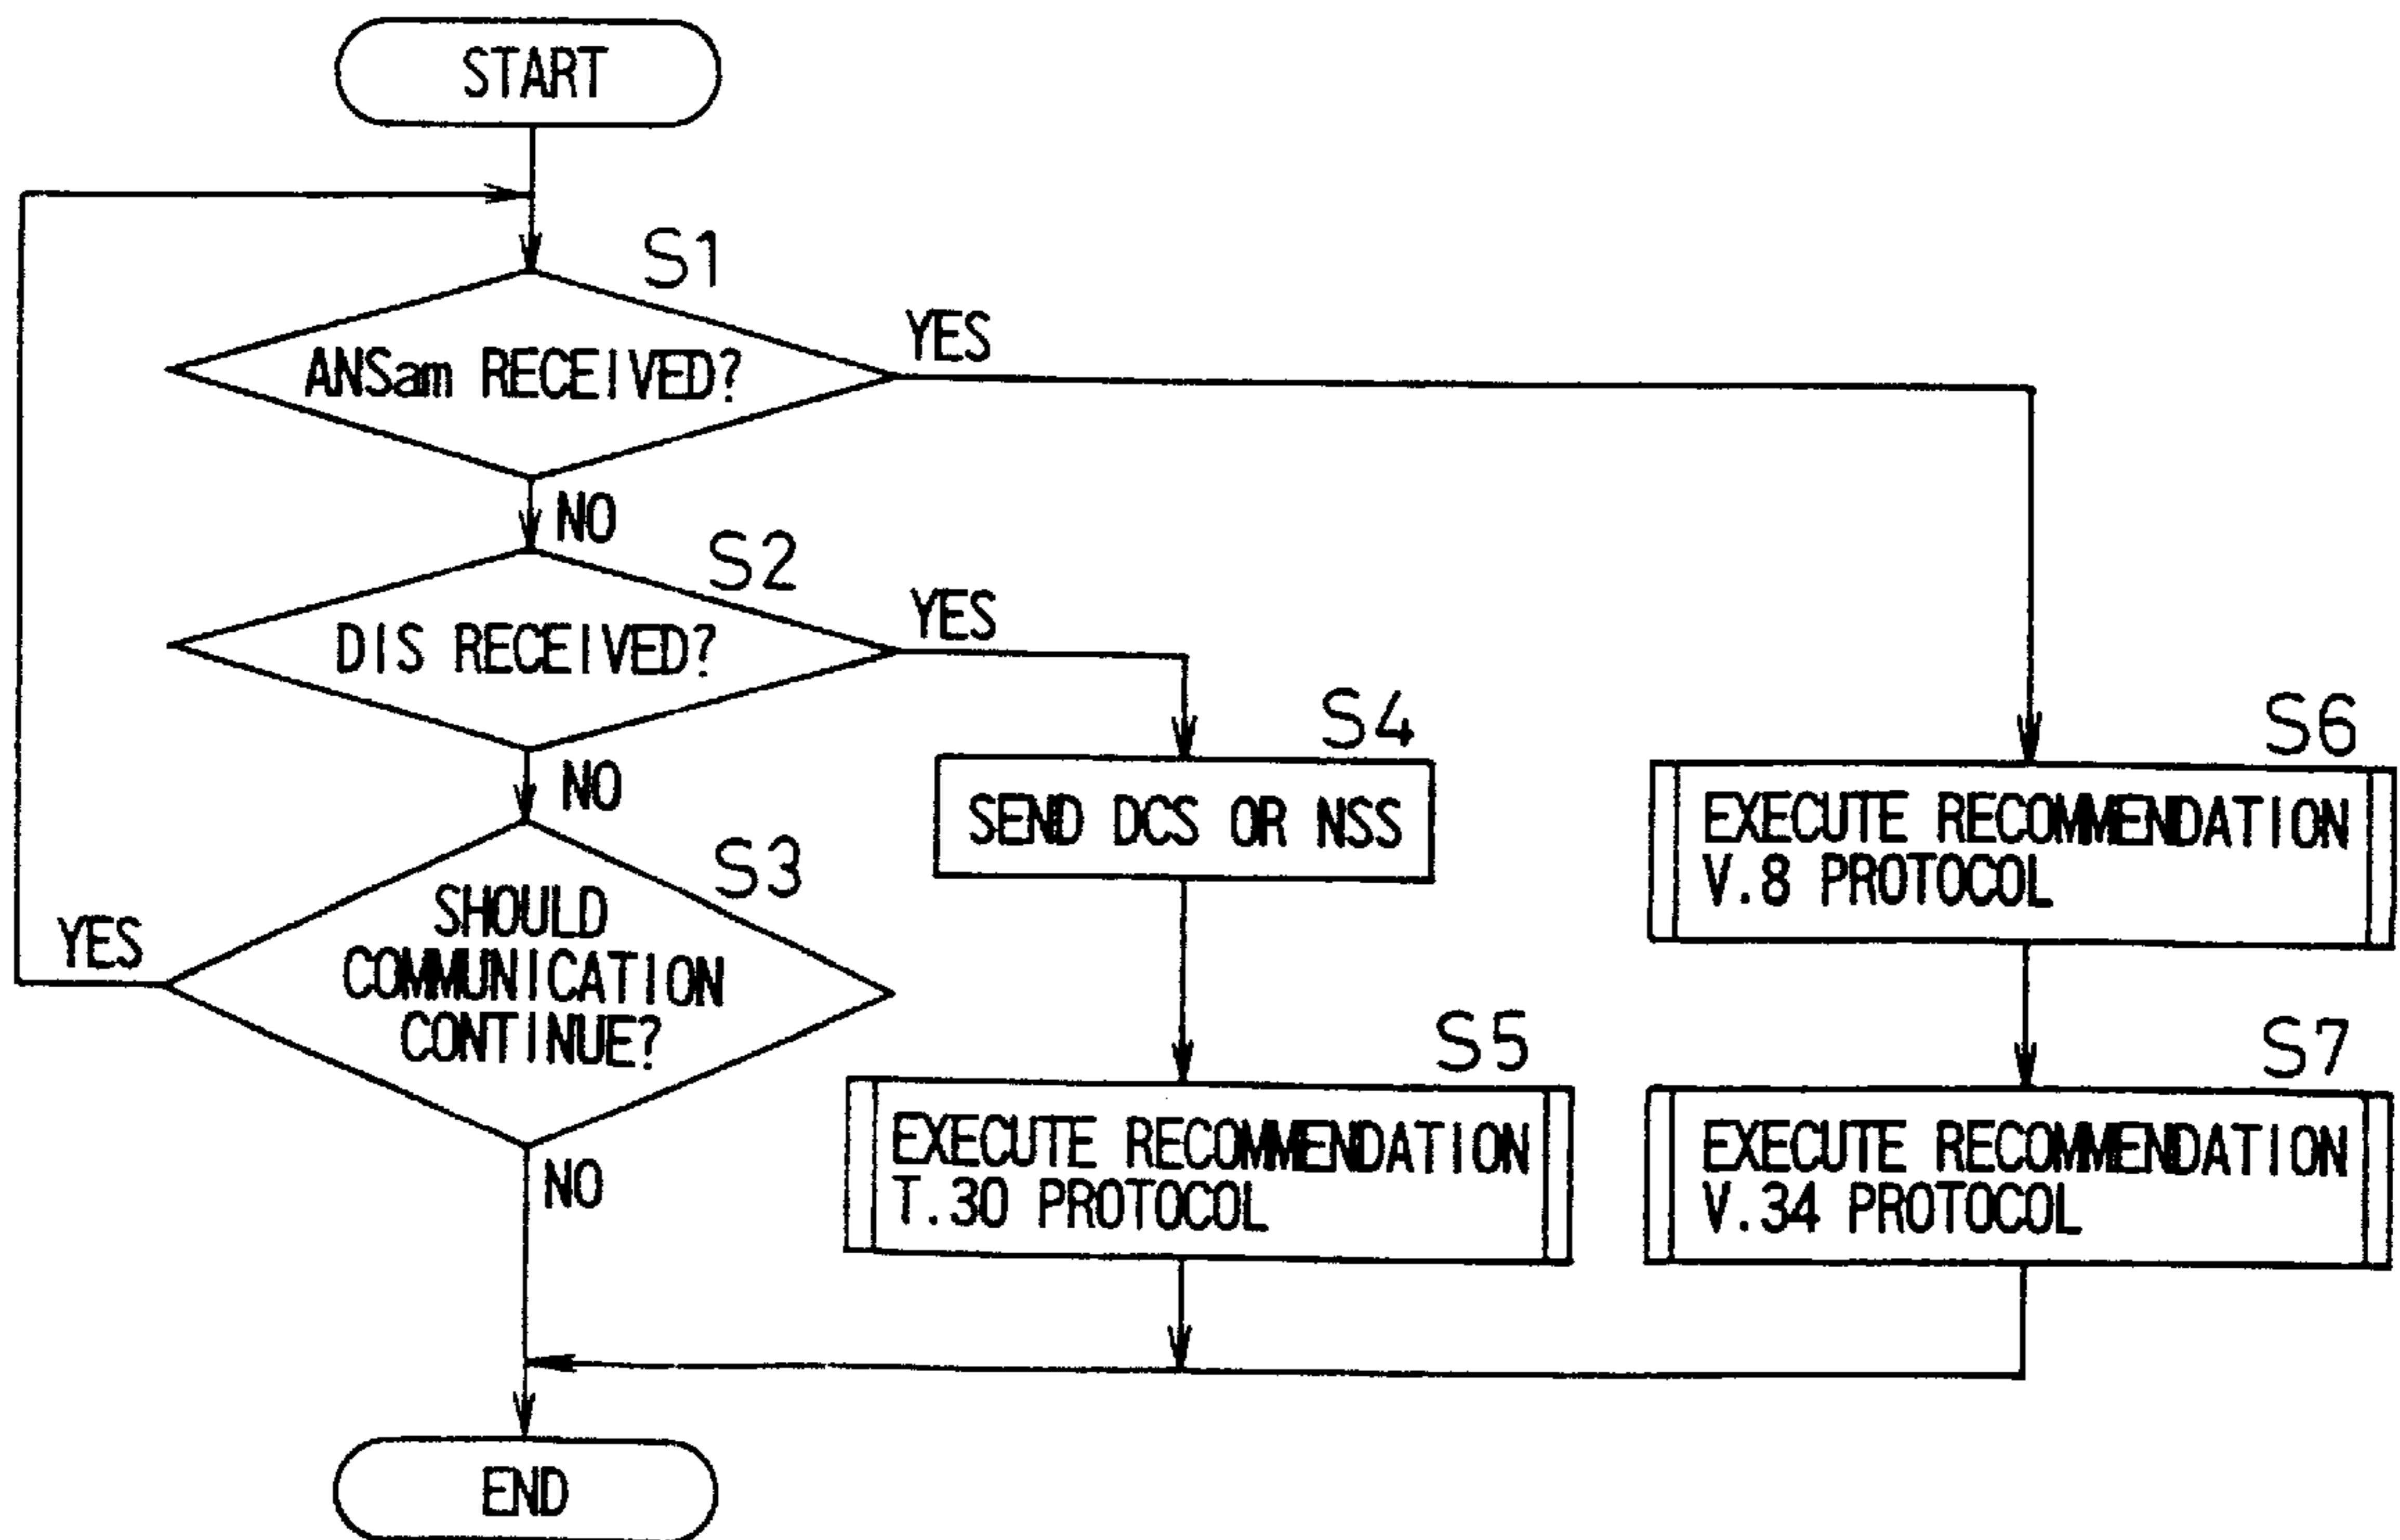 START
S1
ANSam RECEIVED?
YES
NO
S2
DIS RECEIVED?
YES
NO
S3
SHOULD
COMMUNICATION
CONTINUE?
YES
NO
S4
SEND DCS OR NSS
S5
EXECUTE RECOMMENDATION
T.30 PROTOCOL
S6
EXECUTE RECOMMENDATION
V.8 PROTOCOL
S7
EXECUTE RECOMMENDATION
V.34 PROTOCOL
END